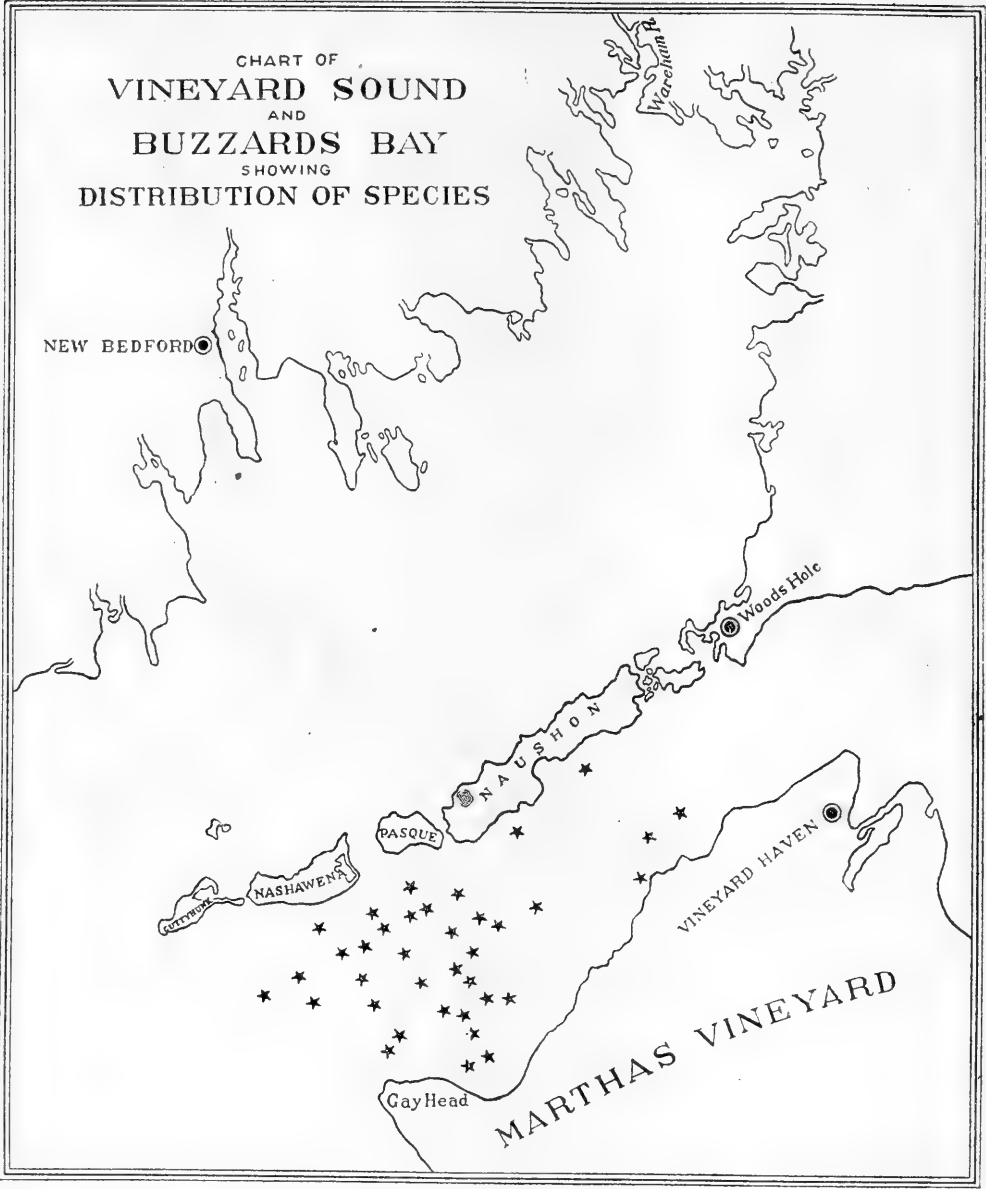 CHART OF
VINEYARD SOUND
AND
BUZZARDS BAY
SHOWING
DISTRIBUTION OF SPECIES
Wareham R.
NEW BEDFORD
Woods Hole
NAUSHON
PASQUE
NASHAWENA
CUTTYHUNK
VINEYARD HAVEN
MARTHAS VINEYARD
Gay Head